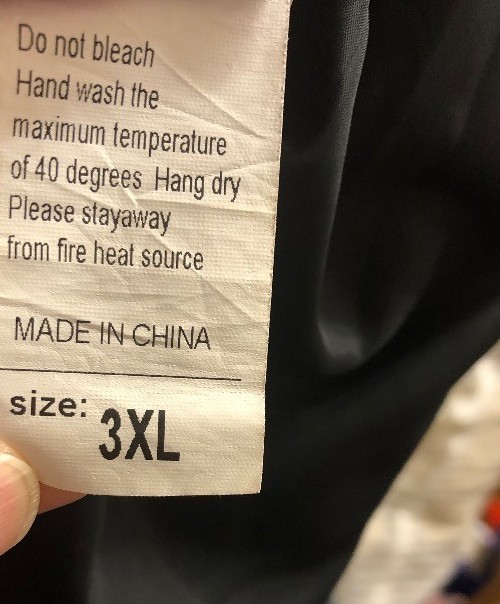 Do not bleach
Hand wash the
maximum temperature
of 40 degrees Hang dry
Please stayaway
from fire heat source
MADE IN CHINA
size: 3XL